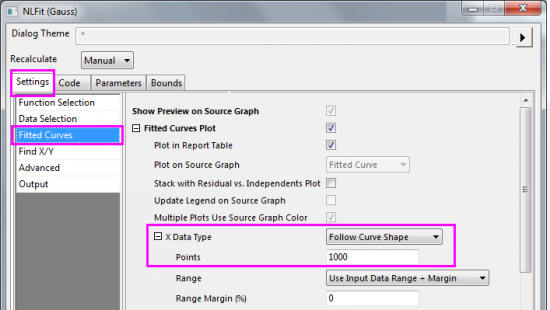 NLFit (Gauss)
Dialog Theme *
Recalculate Manual
Settings Code Parameters Bounds
Function Selection
Data Selection
Fitted Curves
Find X/Y
Advanced
Output
Show Preview on Source Graph
Fitted Curves Plot
Plot in Report Table
Plot on Source Graph Fitted Curve
Stack with Residual vs. Independents Plot
Update Legend on Source Graph
Multiple Plots Use Source Graph Color
X Data Type Follow Curve Shape
Points 1000
Range Use Input Data Range + Margin
Range Margin (%) 0